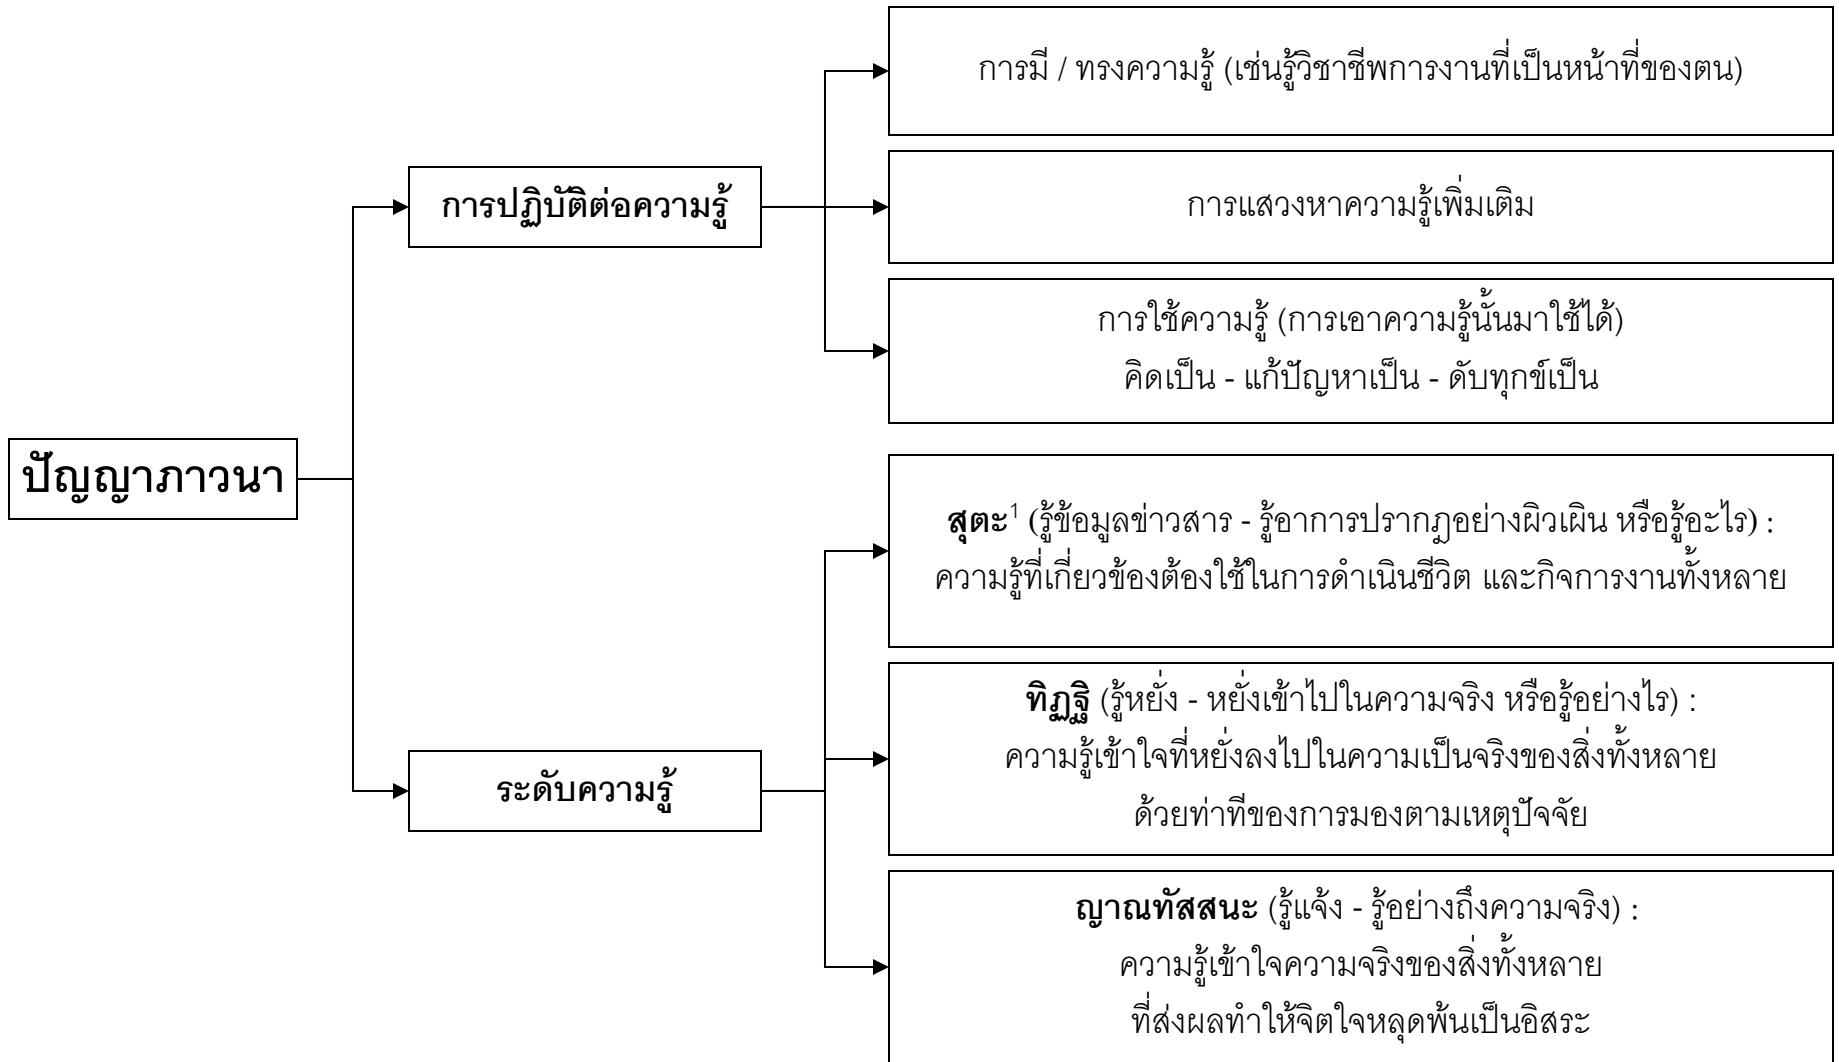 การมี / ทรงความรู้ (เช่นรู้วิชาชีพการงานที่เป็นหน้าที่ของตน)
การปฏิบัติต่อความรู้
การแสวงหาความรู้เพิ่มเติม
การใช้ความรู้ (การเอาความรู้นั้นมาใช้ได้)
คิดเป็น - แก้ปัญหาเป็น - ดับทุกข์เป็น
ปัญญาภาวนา
สุตะ¹ (รู้ข้อมูลข่าวสาร - รู้อาการปรากฏอย่างผิวเผิน หรือรู้อะไร) :
ความรู้ที่เกี่ยวข้องต้องใช้ในการดำเนินชีวิต และกิจการงานทั้งหลาย
ระดับความรู้
ทิฏฐิ (รู้หยั่ง - หยั่งเข้าไปในความจริง หรือรู้อย่างไร) :
ความรู้เข้าใจที่หยั่งลงไปในความเป็นจริงของสิ่งทั้งหลาย
ด้วยท่าทีของการมองตามเหตุปัจจัย
ญาณทัสสนะ (รู้แจ้ง - รู้อย่างถึงความจริง) :
ความรู้เข้าใจความจริงของสิ่งทั้งหลาย
ที่ส่งผลทำให้จิตใจหลุดพ้นเป็นอิสระ